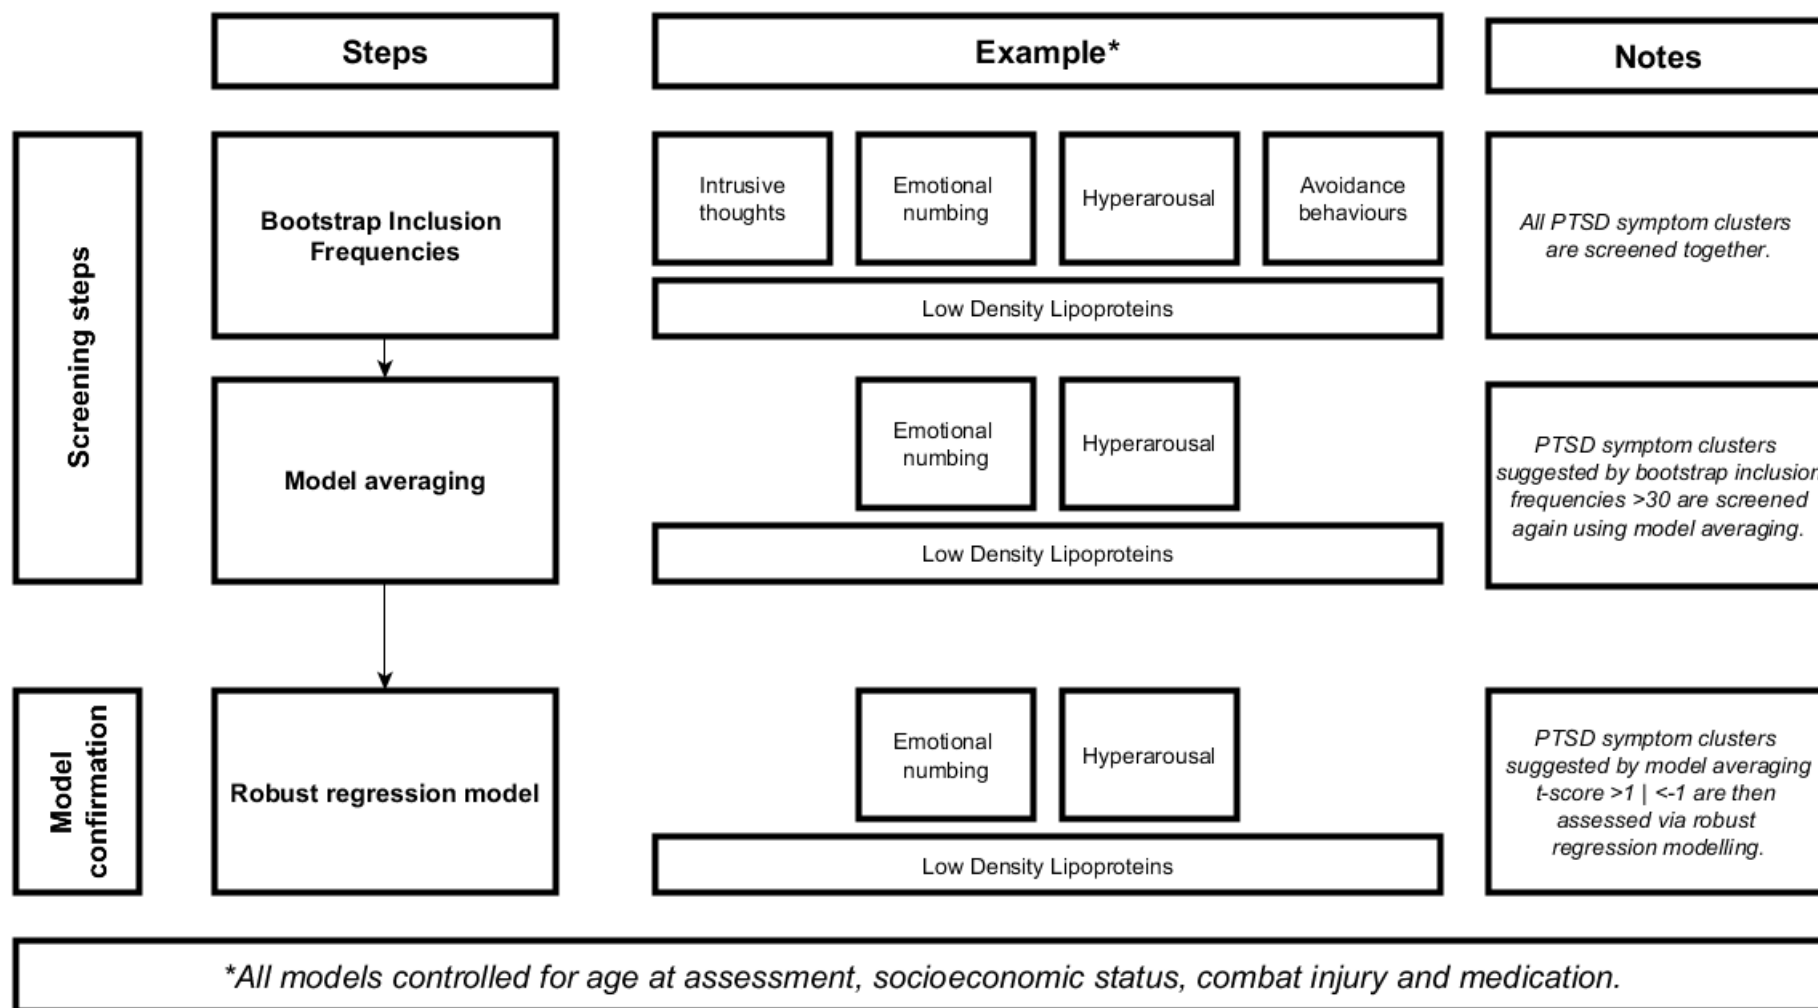 Steps
Example*
Notes
Screening steps
Bootstrap Inclusion
Frequencies
Intrusive
thoughts
Emotional
numbing
Hyperarousal
Avoidance
behaviours
Low Density Lipoproteins
All PTSD symptom clusters
are screened together.
Model averaging
Emotional
numbing
Hyperarousal
Low Density Lipoproteins
PTSD symptom clusters
suggested by bootstrap inclusion
frequencies >30 are screened
again using model averaging.
Model
confirmation
Robust regression model
Emotional
numbing
Hyperarousal
Low Density Lipoproteins
PTSD symptom clusters
suggested by model averaging
t-score >1 | <-1 are then
assessed via robust
regression modelling.
*All models controlled for age at assessment, socioeconomic status, combat injury and medication.